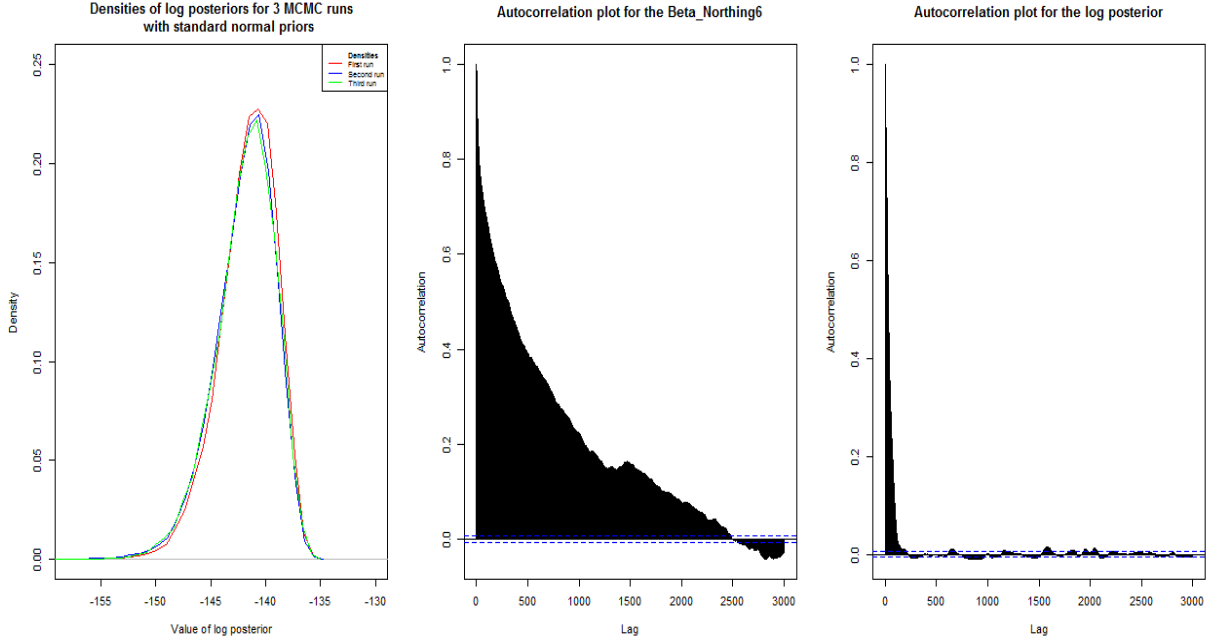 Densities of log posteriors for 3 MCMC runs
with standard normal priors
Densities
First run
Second run
Third run
0.25
0.20
0.15
0.10
0.05
0.00
Density
-155
-150
-145
-140
-135
-130
Value of log posterior
Autocorrelation plot for the Beta_Northing6
1.0
0.8
0.6
0.4
0.2
0.0
Autocorrelation
0
500
1000
1500
2000
2500
3000
Lag
Autocorrelation plot for the log posterior
1.0
0.8
0.6
0.4
0.2
0.0
Autocorrelation
0
500
1000
1500
2000
2500
3000
Lag